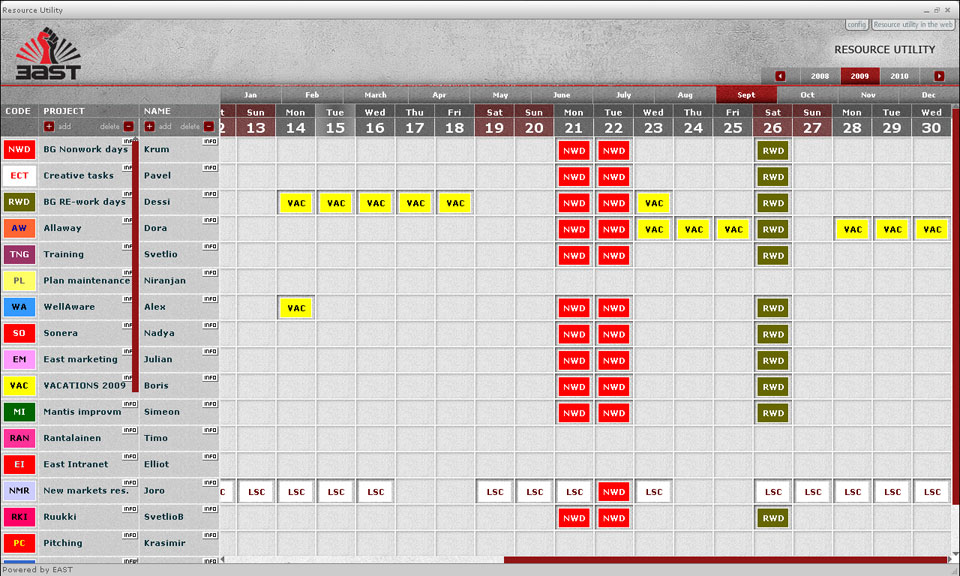 Resource Utility
config Resource utility in the web
3AST
RESOURCE UTILITY
2008 2009 2010
Jan Feb March Apr May June July Aug Sept Oct Nov Dec
CODE PROJECT NAME
Sun Mon Tue Wed Thu Fri Sat Sun Mon Tue Wed Thu Fri Sat Sun Mon Tue Wed
add delete add delete
13 14 15 16 17 18 19 20 21 22 23 24 25 26 27 28 29 30
NWD BG Nonwork days INFO Krum INFO NWD NWD RWD
ECT Creative tasks INFO Pavel INFO NWD NWD RWD
RWD BG RE-work days INFO Dessi INFO VAC VAC VAC VAC VAC NWD NWD VAC RWD
AW Allaway INFO Dora INFO NWD NWD VAC VAC VAC RWD VAC VAC VAC
TNG Training INFO Svetlio INFO NWD NWD RWD
PL Plan maintenance INFO Niranjan INFO
WA WellAware INFO Alex INFO VAC NWD NWD RWD
SO Sonera INFO Nadya INFO NWD NWD RWD
EM East marketing INFO Julian INFO NWD NWD RWD
VAC VACATIONS 2009 INFO Boris INFO NWD NWD RWD
MI Mantis improvm INFO Simeon INFO NWD NWD RWD
RAN Rantalainen INFO Timo INFO
EI East Intranet INFO Elliot INFO
NMR New markets res. INFO Joro INFO LSC LSC LSC LSC LSC LSC LSC NWD LSC LSC LSC LSC LSC LSC
RKI Ruukki INFO SvetlioB INFO NWD NWD RWD
PC Pitching INFO Krasimir INFO
Powered by EAST